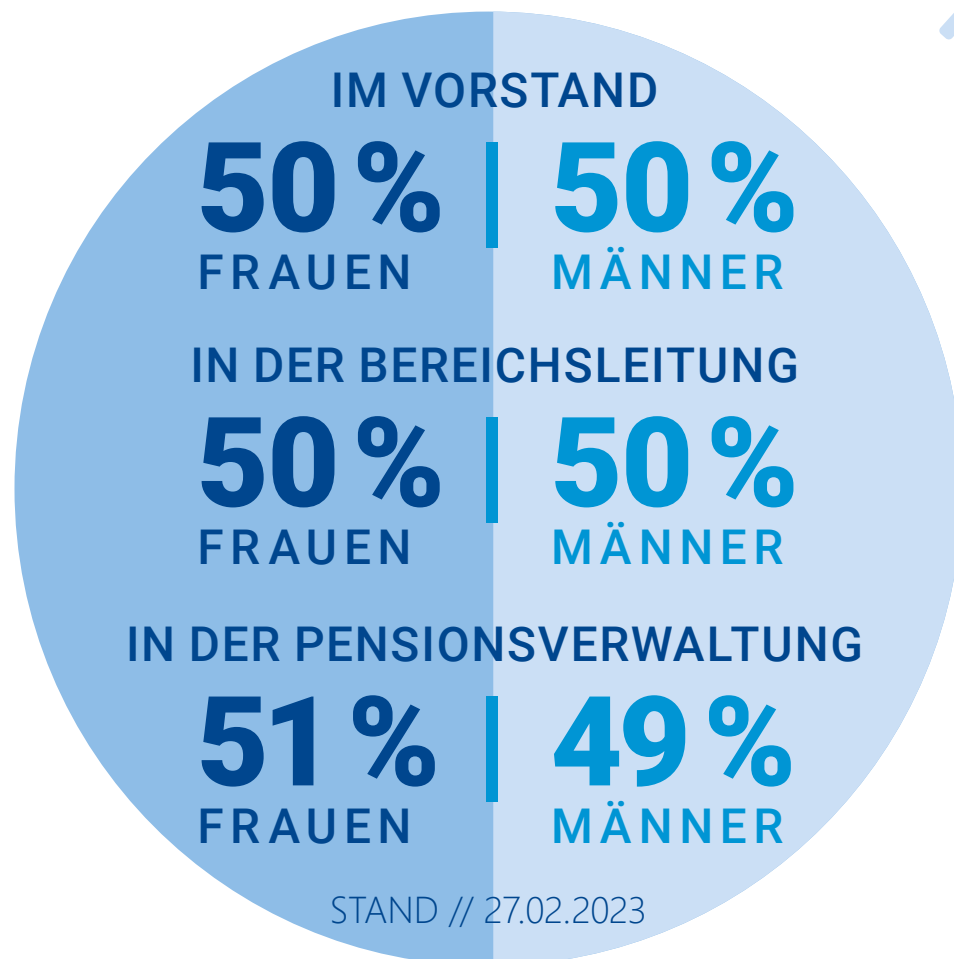 IM VORSTAND
50 % | 50 %
FRAUEN MÄNNER
IN DER BEREICHSLEITUNG
50 % | 50 %
FRAUEN MÄNNER
IN DER PENSIONSVERWALTUNG
51 % | 49 %
FRAUEN MÄNNER
STAND // 27.02.2023